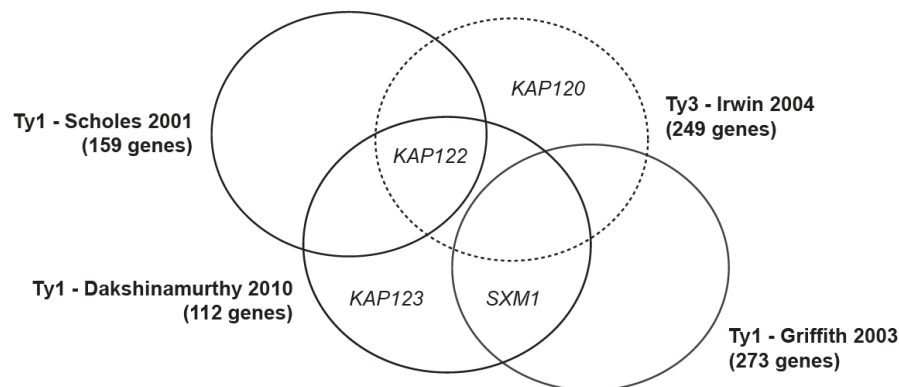 KAP120
Ty3 - Irwin 2004
(249 genes)
Ty1 - Scholes 2001
(159 genes)
KAP122
Ty1 - Dakshinamurthy 2010
(112 genes)
KAP123
SXM1
Ty1 - Griffith 2003
(273 genes)